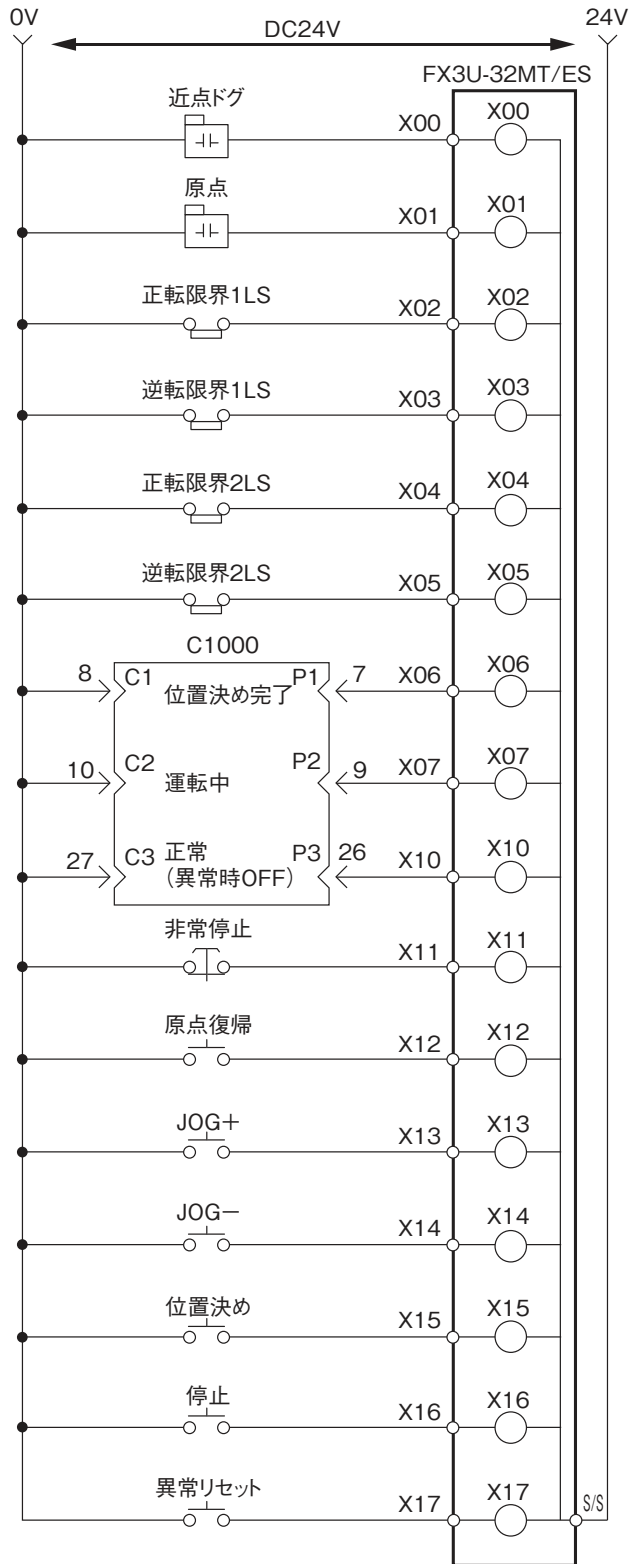 0V
24V
DC24V
FX3U-32MT/ES
近点ドグ
X00
X00
原点
X01
X01
正転限界1LS
X02
X02
逆転限界1LS
X03
X03
正転限界2LS
X04
X04
逆転限界2LS
X05
X05
C1000
8
C1
位置決め完了
P1
7
X06
X06
10
C2
運転中
P2
9
X07
X07
27
C3
正常
(異常時OFF)
P3
26
X10
X10
非常停止
X11
X11
原点復帰
X12
X12
JOG+
X13
X13
JOG−
X14
X14
位置決め
X15
X15
停止
X16
X16
異常リセット
X17
X17
S/S